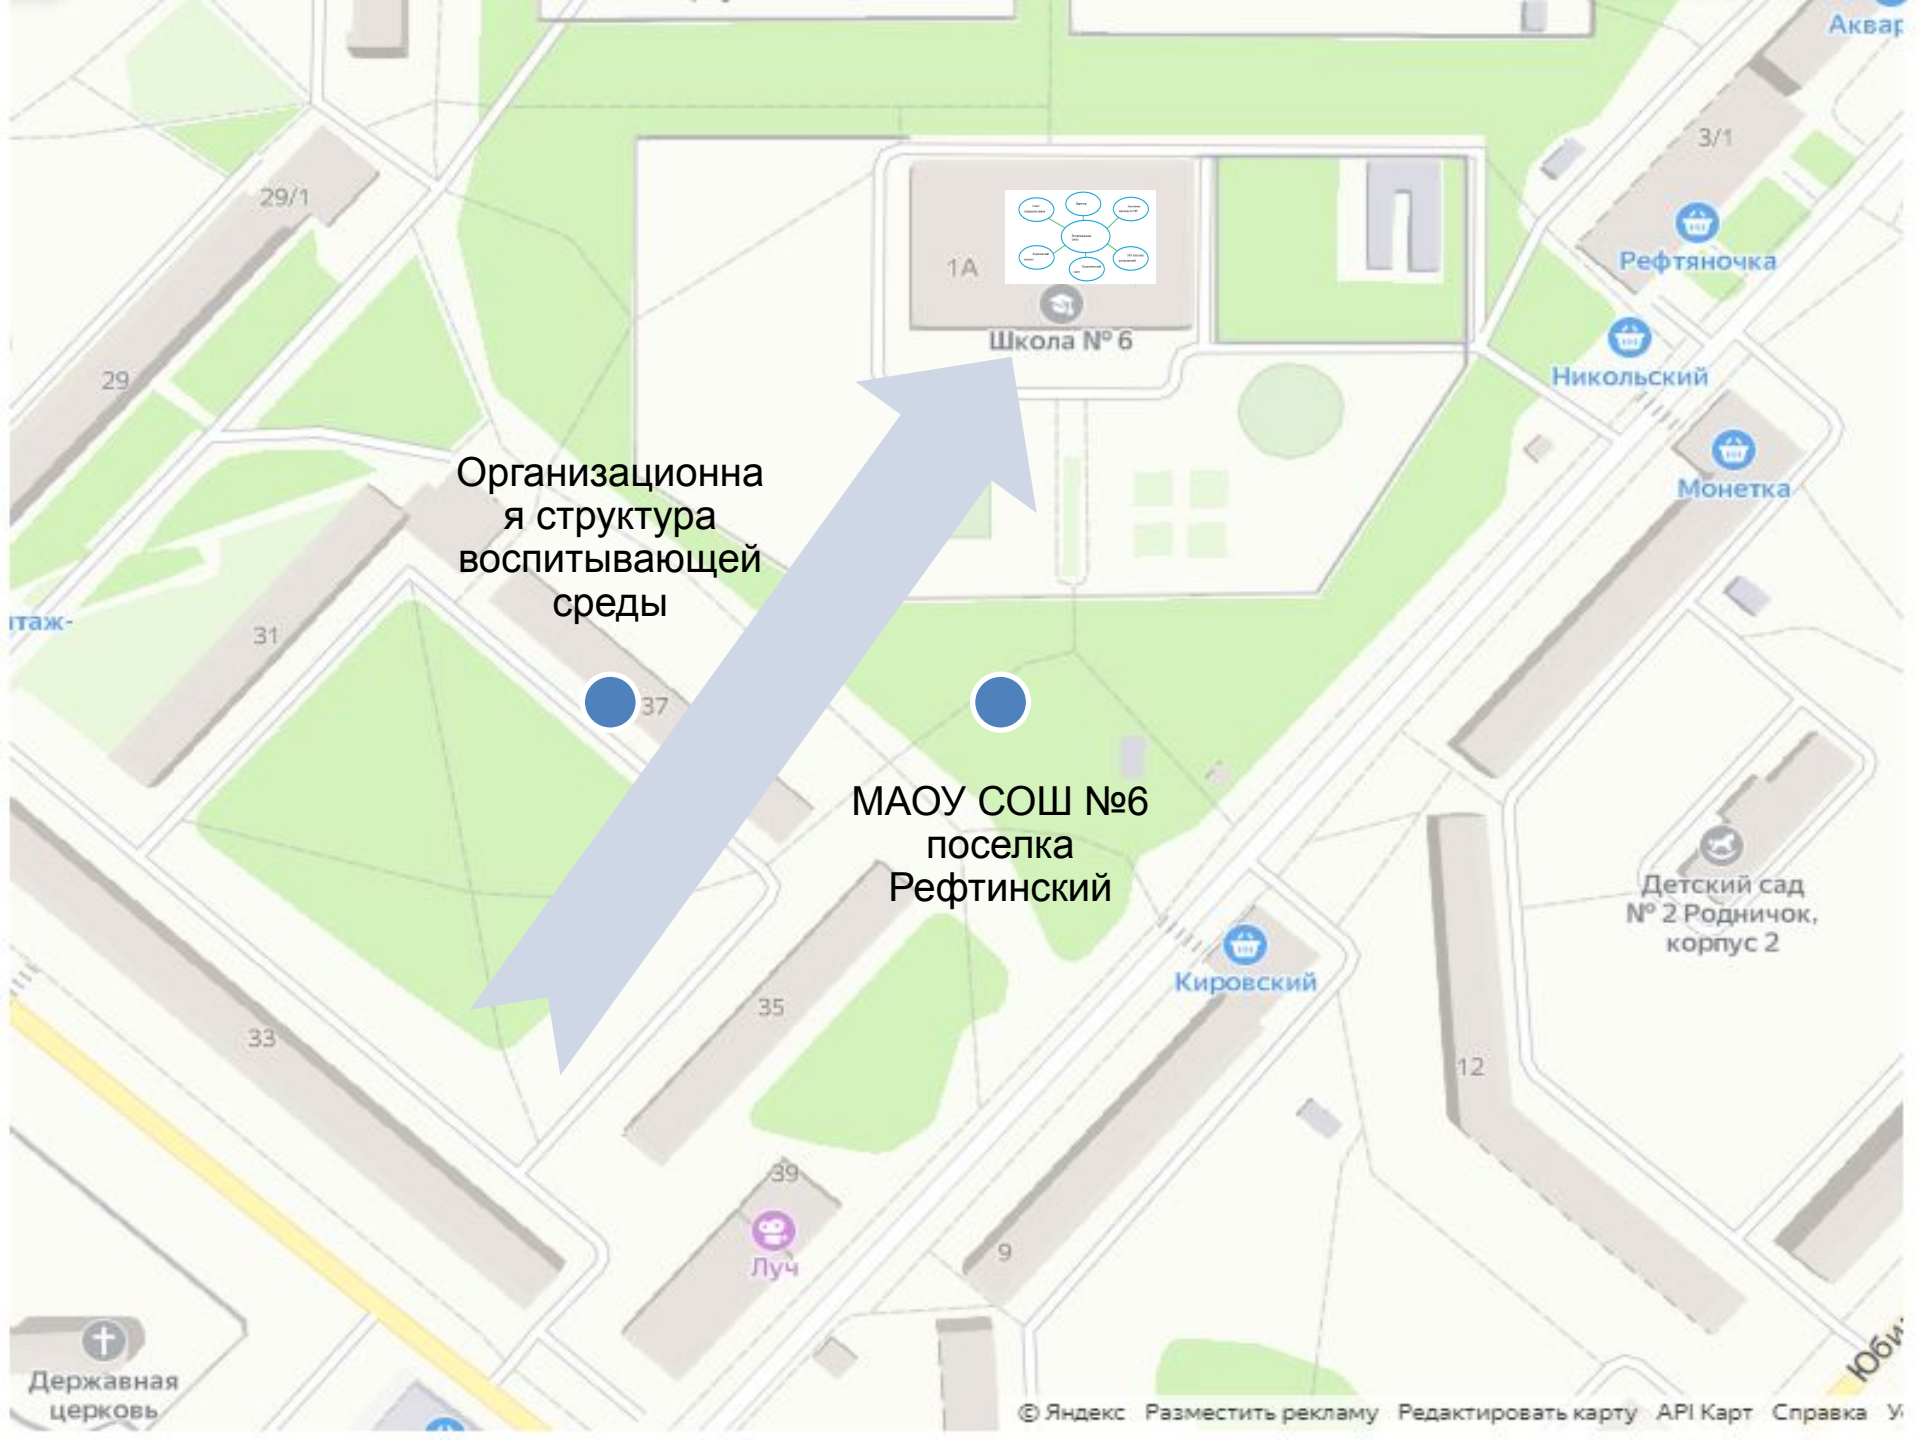 Аквар
3/1
29/1
Рефтяночка
1А
Школа № 6
Никольский
29
Монетка
Организационна
я структура
воспитывающей
среды
таж-
31
37
МАОУ СОШ №6
поселка
Рефтинский
Детский сад
№ 2 Родничок,
корпус 2
Кировский
35
33
12
39
9
Луч
Юби
Державная
церковь
© Яндекс Разместить рекламу Редактировать карту API Карт Справка